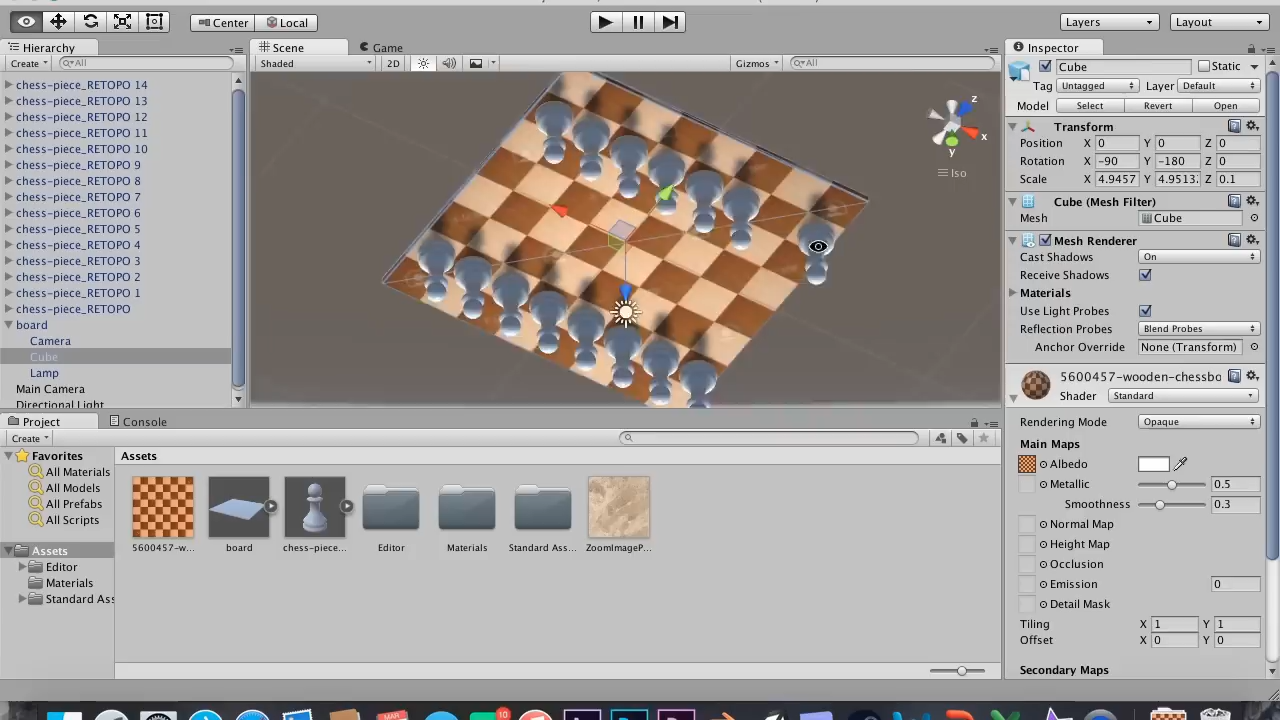 Center Local Layers Layout
Hierarchy Scene Game Inspector
Create All Shaded 2D Gizmos All Cube Static
Tag Untagged Layer Default
Model Select Revert Open
chess-piece_RETOPO 14
chess-piece_RETOPO 13
chess-piece_RETOPO 12
chess-piece_RETOPO 11
chess-piece_RETOPO 10
chess-piece_RETOPO 9
chess-piece_RETOPO 8
chess-piece_RETOPO 7
chess-piece_RETOPO 6
chess-piece_RETOPO 5
chess-piece_RETOPO 4
chess-piece_RETOPO 3
chess-piece_RETOPO 2
chess-piece_RETOPO 1
chess-piece_RETOPO
board
Camera
Cube
Lamp
Main Camera
Directional Light
z
x
y
Iso
Transform
Position X 0 Y 0 Z 0
Rotation X -90 Y -180 Z 0
Scale X 4.9457 Y 4.9513 Z 0.1
Cube (Mesh Filter)
Mesh Cube
Mesh Renderer
Cast Shadows On
Receive Shadows
Materials
Use Light Probes
Reflection Probes Blend Probes
Anchor Override None (Transform)
5600457-wooden-chessbo
Shader Standard
Rendering Mode Opaque
Main Maps
Albedo
Metallic 0.5
Smoothness 0.3
Normal Map
Height Map
Occlusion
Emission 0
Detail Mask
Tiling X 1 Y 1
Offset X 0 Y 0
Secondary Maps
Project Console
Create
Favorites
All Materials
All Models
All Prefabs
All Scripts
Assets
Editor
Materials
Standard Ass
Assets
5600457-w... board chess-piece... Editor Materials Standard Ass... ZoomImageP...
MAR 10